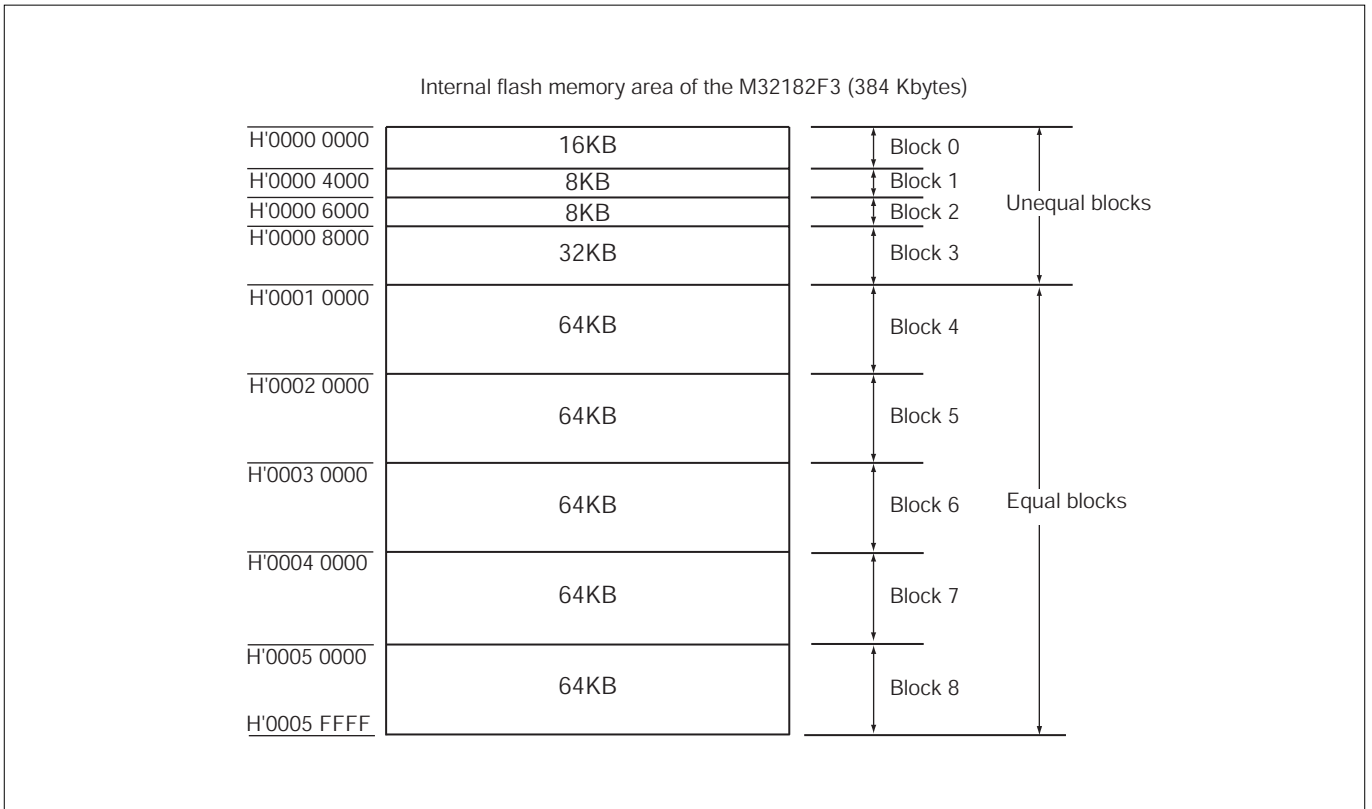 Internal flash memory area of the M32182F3 (384 Kbytes)
H'0000 0000
16KB
Block 0
H'0000 4000
8KB
Block 1
Unequal blocks
H'0000 6000
8KB
Block 2
H'0000 8000
32KB
Block 3
H'0001 0000
64KB
Block 4
H'0002 0000
64KB
Block 5
H'0003 0000
64KB
Block 6
Equal blocks
H'0004 0000
64KB
Block 7
H'0005 0000
64KB
Block 8
H'0005 FFFF